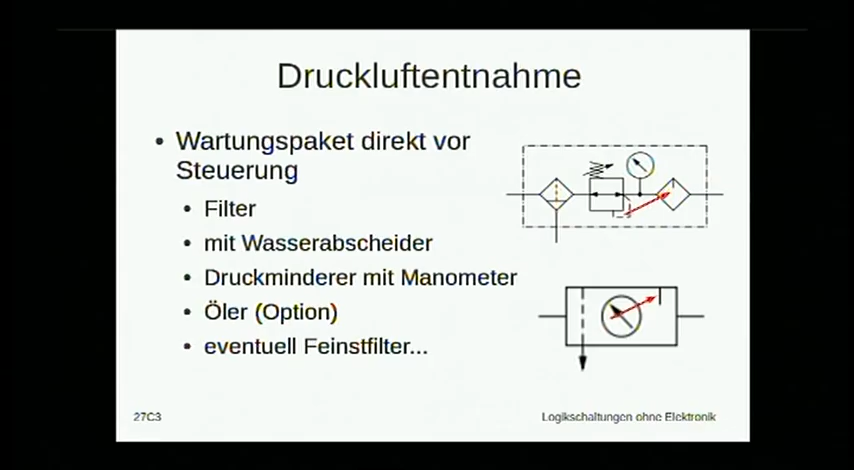 Druckluftentnahme
• Wartungspaket direkt vor
Steuerung
• Filter
• mit Wasserabscheider
• Druckminderer mit Manometer
• Öler (Option)
• eventuell Feinstfilter...
27C3
Logikschaltungen ohne Elektronik